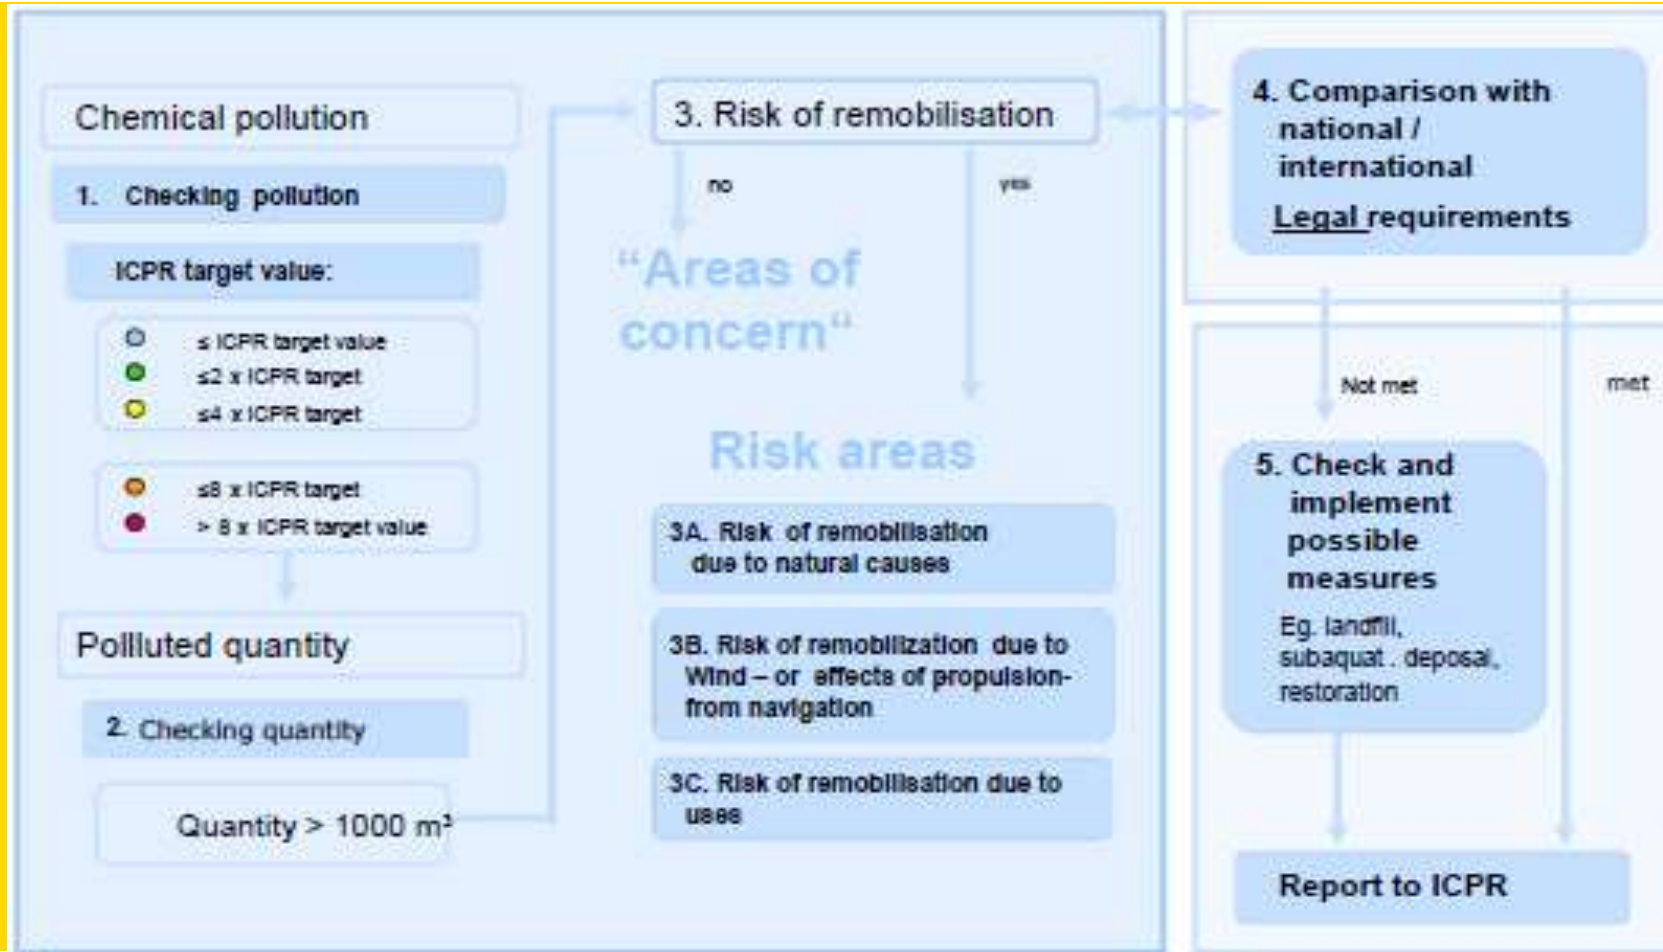 Chemical pollution
1. Checking pollution
ICPR target value:
≤ ICPR target value
≤2 x ICPR target
≤4 x ICPR target
≤8 x ICPR target
> 8 x ICPR target value
Pollluted quantity
2. Checking quantity
Quantity > 1000 m³
3. Risk of remobilisation
no
yes
“Areas of
concern“
Risk areas
3A. Risk of remobilisation
due to natural causes
3B. Risk of remobilization due to
Wind – or effects of propulsion-
from navigation
3C. Risk of remobilisation due to
uses
4. Comparison with
national /
international
Legal requirements
Not met
met
5. Check and
implement
possible
measures
Eg. landfill,
subaquat . deposal,
restoration
Report to ICPR